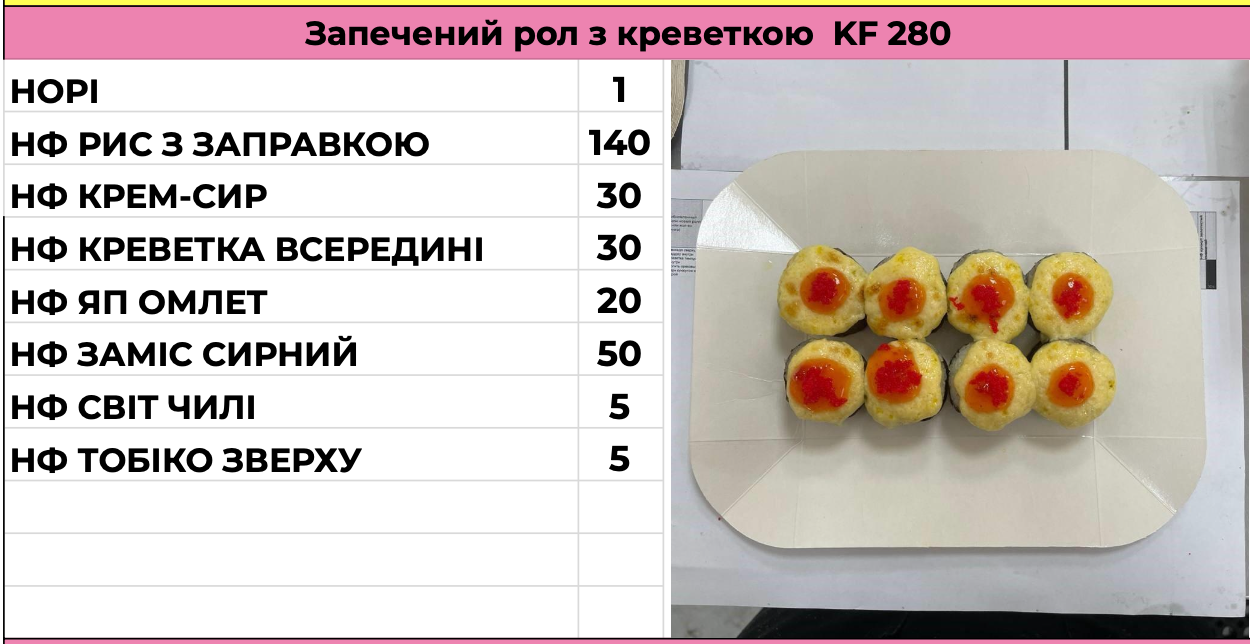 Запечений рол з креветкою KF 280
НОРІ 1
НФ РИС З ЗАПРАВКОЮ 140
НФ КРЕМ-СИР 30
НФ КРЕВЕТКА ВСЕРЕДИНІ 30
НФ ЯП ОМЛЕТ 20
НФ ЗАМІС СИРНИЙ 50
НФ СВІТ ЧИЛІ 5
НФ ТОБІКО ЗВЕРХУ 5